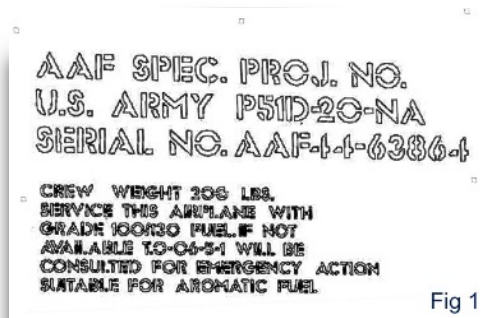 AAF SPEC. PROJ. NO.
U.S. ARMY P51D-20-NA
SERIAL NO. AAF-44-63864
CREW WEIGHT 200 LBS.
SERVICE THIS AIRPLANE WITH
GRADE 100/130 FUEL. IF NOT
AVAILABLE T.O-06-5-1 WILL BE
CONSULTED FOR EMERGENCY ACTION
SUITABLE FOR AROMATIC FUEL
Fig 1